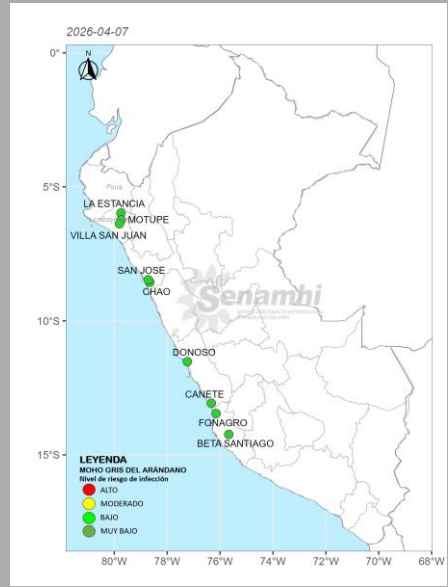 2026-04-07
N
0°
5°S
10°S
15°S
Piura
LA ESTANCIA
MOTUPE
VILLA SAN JUAN
SAN JOSE
CHAO
Senamhi
DONOSO
CANETE
FONAGRO
BETA SANTIAGO
LEYENDA
MOHO GRIS DEL ARÁNDANO
Nivel de riesgo de infección
ALTO
MODERADO
BAJO
MUY BAJO
80°W 78°W 76°W 74°W 72°W 70°W 68°W